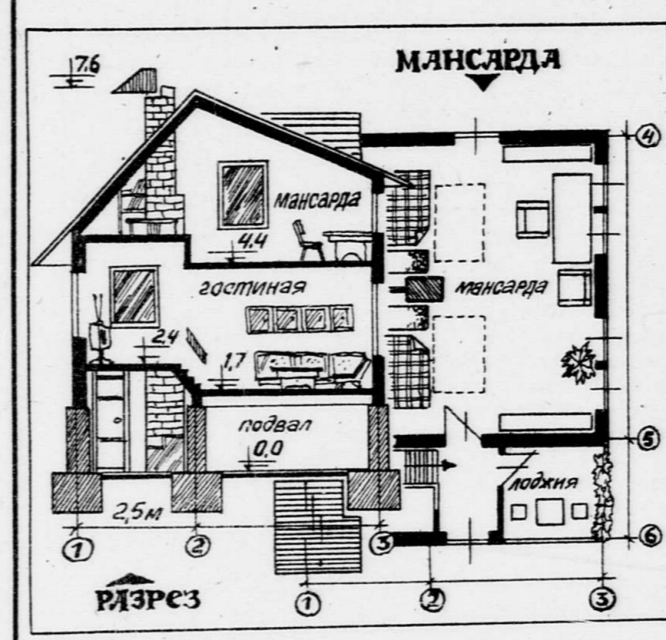 МАНСАРДА
7.6
4
мансарда
4.4
гостиная
мансарда
2,4
1,7
подвал
0,0
5
лоджия
2,5м
1
2
3
6
РАЗРЕЗ
1
2
3